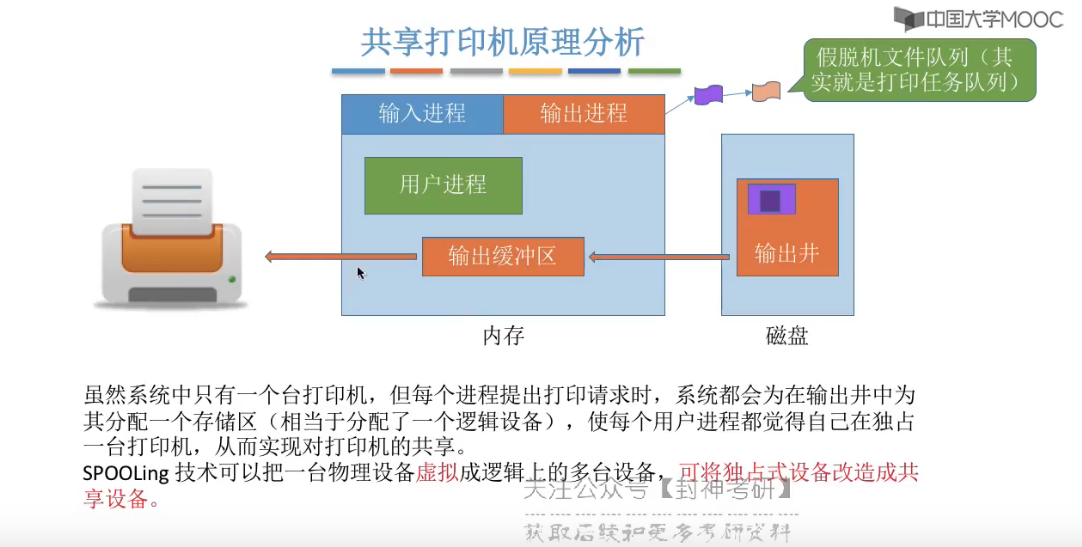 中国大学MOOC
共享打印机原理分析
假脱机文件队列（其
实就是打印任务队列）
输入进程
输出进程
用户进程
输出缓冲区
输出井
内存
磁盘
虽然系统中只有一个台打印机，但每个进程提出打印请求时，系统都会为在输出井中为
其分配一个存储区（相当于分配了一个逻辑设备），使每个用户进程都觉得自己在独占
一台打印机，从而实现对打印机的共享。
SPOOLing 技术可以把一台物理设备虚拟成逻辑上的多台设备，可将独占式设备改造成共
享设备。
关注公众号【封神考研】
获取后续和更多考研资料